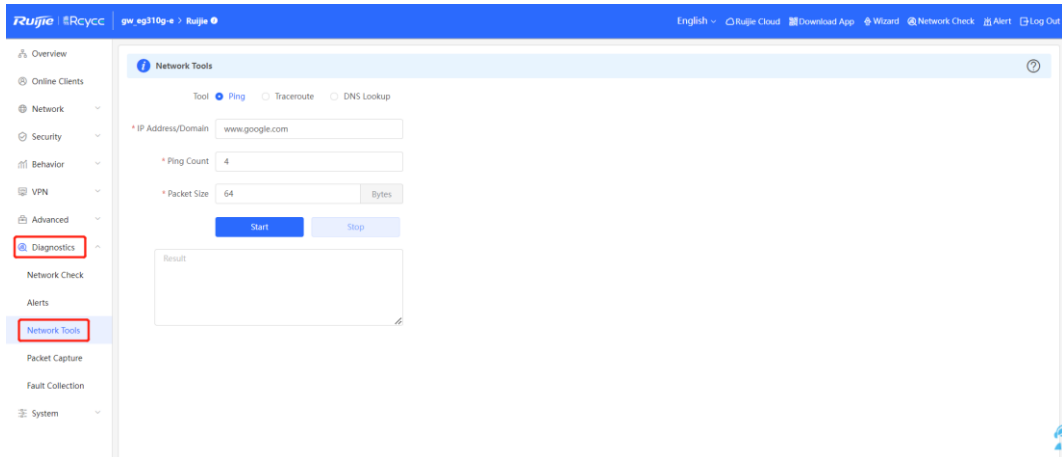 Ruijie | Rcycc gw_eg310g-e > Ruijie English Ruijie Cloud Download App Wizard Network Check Alert Log Out
Overview
Online Clients
Network
Security
Behavior
VPN
Advanced
Diagnostics
Network Check
Alerts
Network Tools
Packet Capture
Fault Collection
System
Network Tools
Tool Ping Traceroute DNS Lookup
* IP Address/Domain www.google.com
* Ping Count 4
* Packet Size 64 Bytes
Start Stop
Result